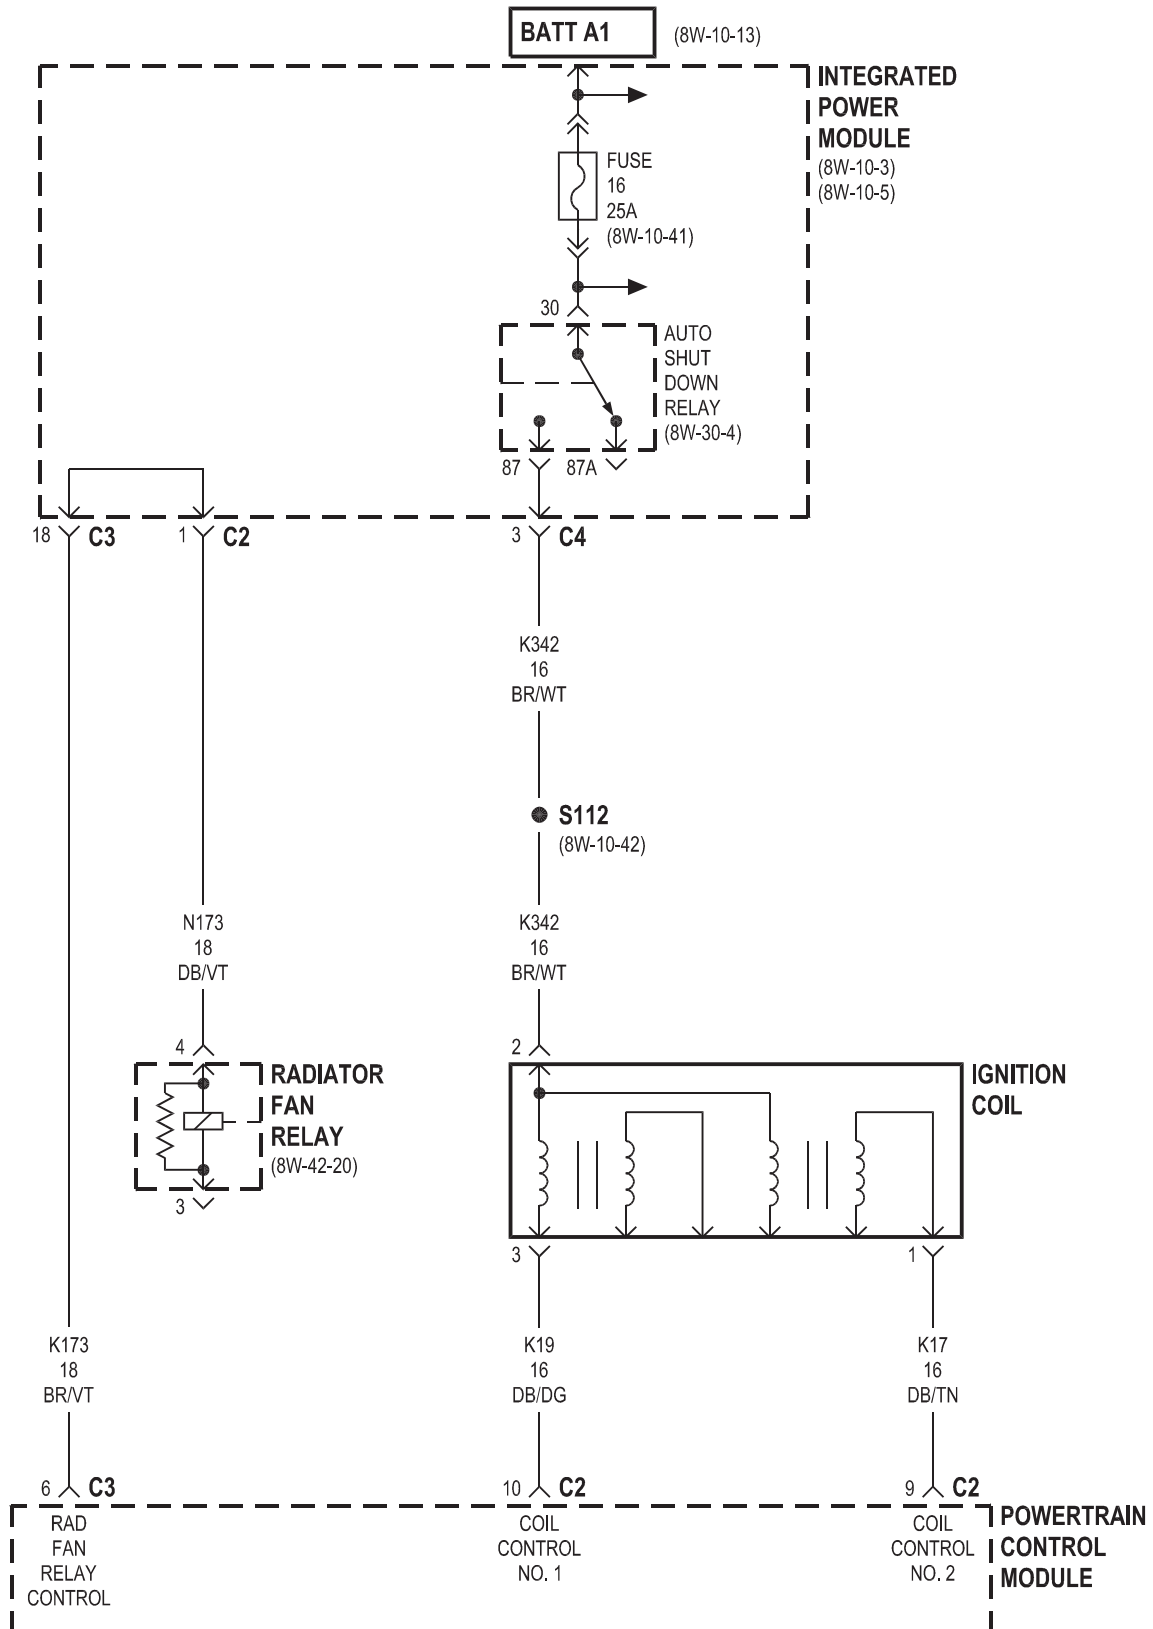 BATT A1
(8W-10-13)
INTEGRATED
POWER
MODULE
(8W-10-3)
(8W-10-5)
FUSE
16
25A
(8W-10-41)
30
AUTO
SHUT
DOWN
RELAY
(8W-30-4)
87
87A
18
C3
1
C2
3
C4
K342
16
BR/WT
S112
(8W-10-42)
N173
18
DB/VT
K342
16
BR/WT
4
2
RADIATOR
FAN
RELAY
(8W-42-20)
IGNITION
COIL
3
3
1
K173
18
BR/VT
K19
16
DB/DG
K17
16
DB/TN
6
C3
10
C2
9
C2
RAD
FAN
RELAY
CONTROL
COIL
CONTROL
NO. 1
COIL
CONTROL
NO. 2
POWERTRAIN
CONTROL
MODULE